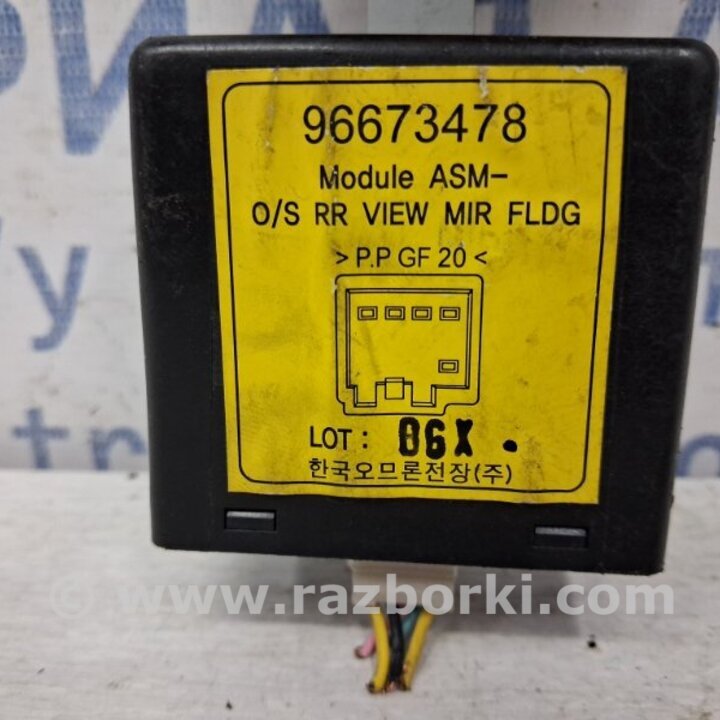 96673478
Module ASM-
O/S RR VIEW MIR FLDG
> P.P GF 20 <
LOT : 06X .
한국오므론전장(주)
© www.razborki.com